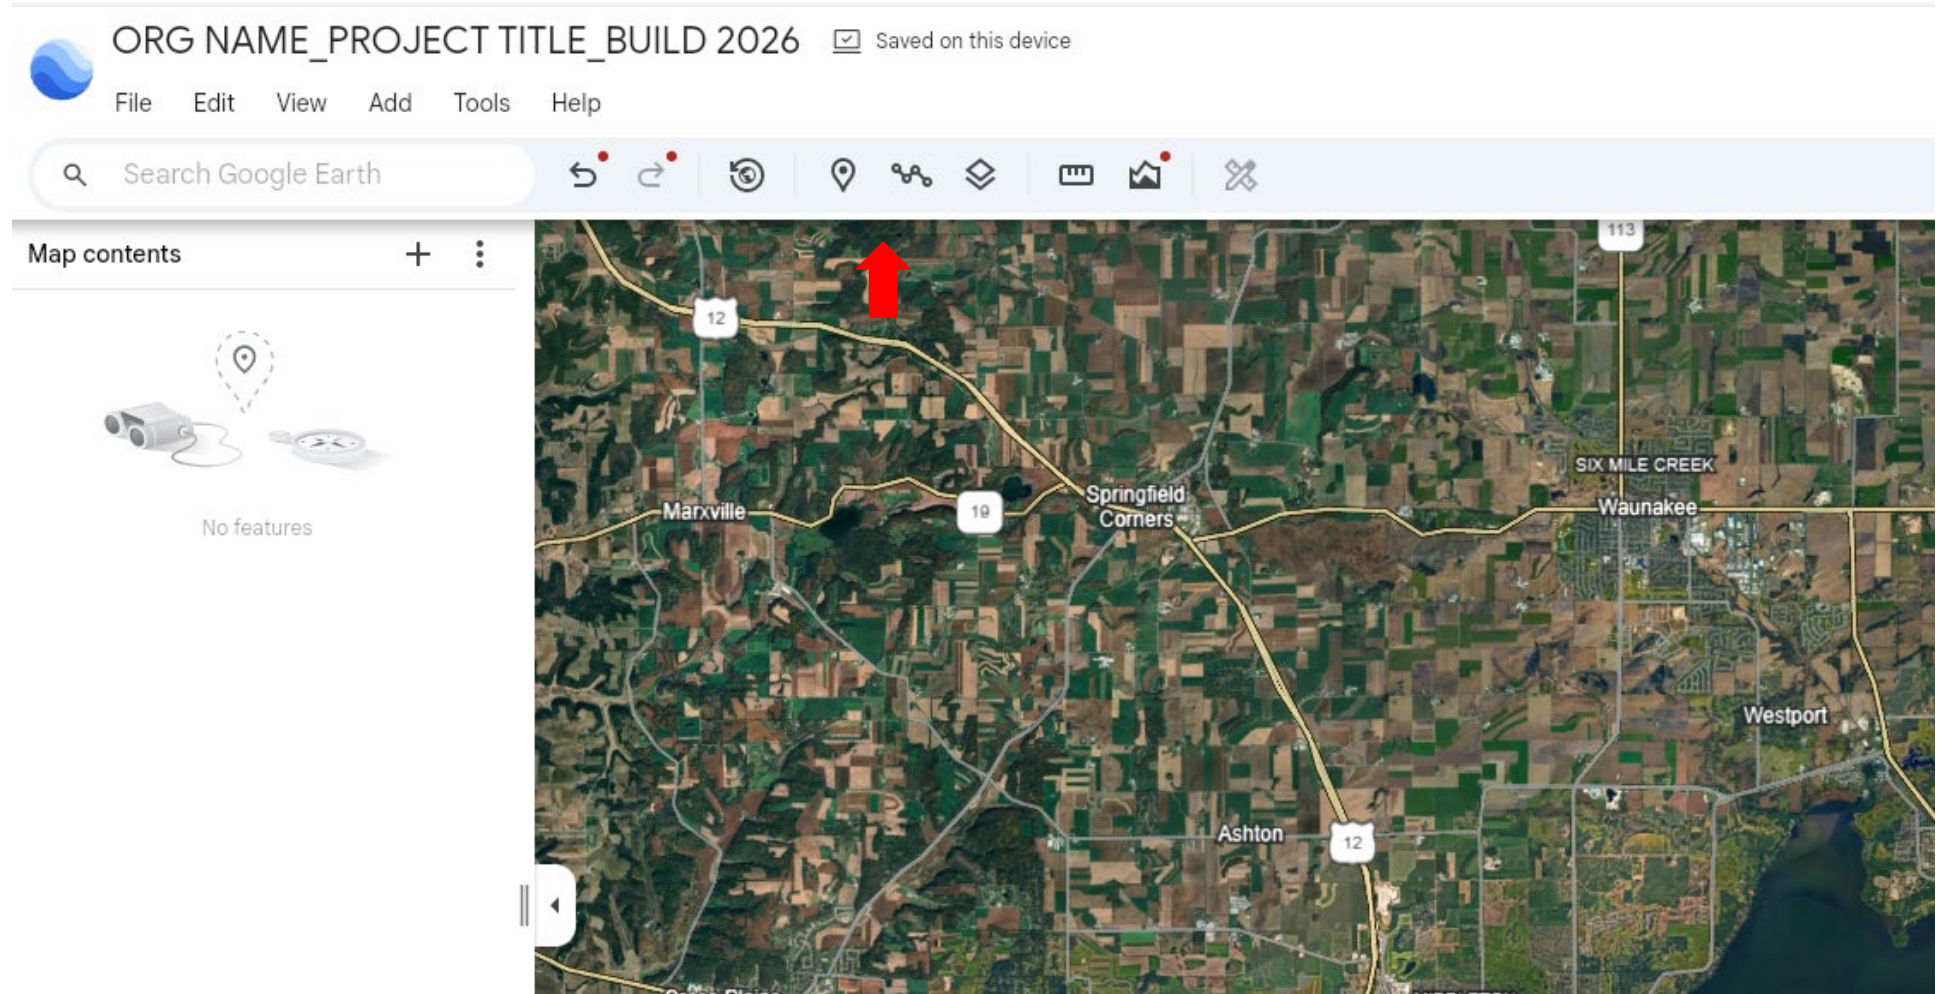 ORG NAME_PROJECT TITLE_BUILD 2026
Saved on this device
File Edit View Add Tools Help
Search Google Earth
Map contents
No features
113
12
SIX MILE CREEK
Marxville
19
Springfield
Corners
Waunakee
Westport
Ashton
12